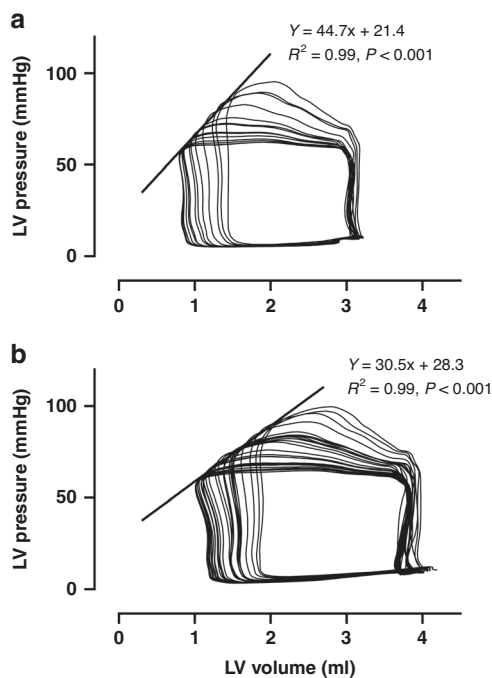 a
Y = 44.7x + 21.4
R² = 0.99, P < 0.001
100
50
0
LV pressure (mmHg)
0 1 2 3 4
b
Y = 30.5x + 28.3
R² = 0.99, P < 0.001
100
50
0
LV pressure (mmHg)
0 1 2 3 4
LV volume (ml)